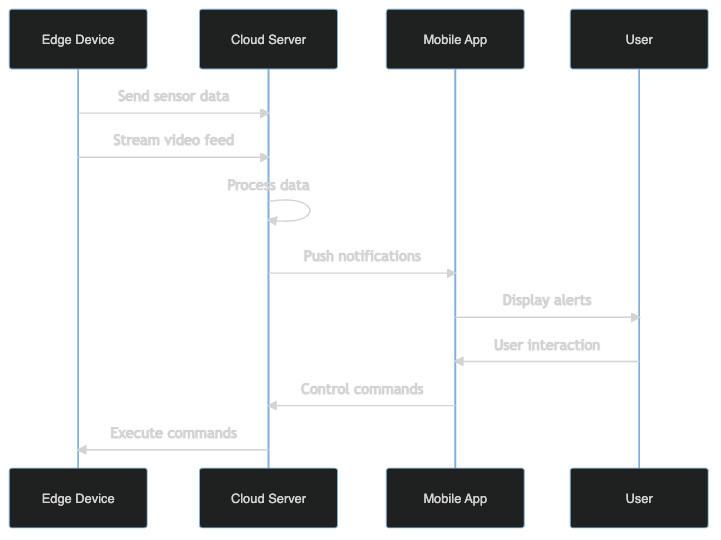 Edge Device
Cloud Server
Mobile App
User
Send sensor data
Stream video feed
Process data
Push notifications
Display alerts
User interaction
Control commands
Execute commands
Edge Device
Cloud Server
Mobile App
User